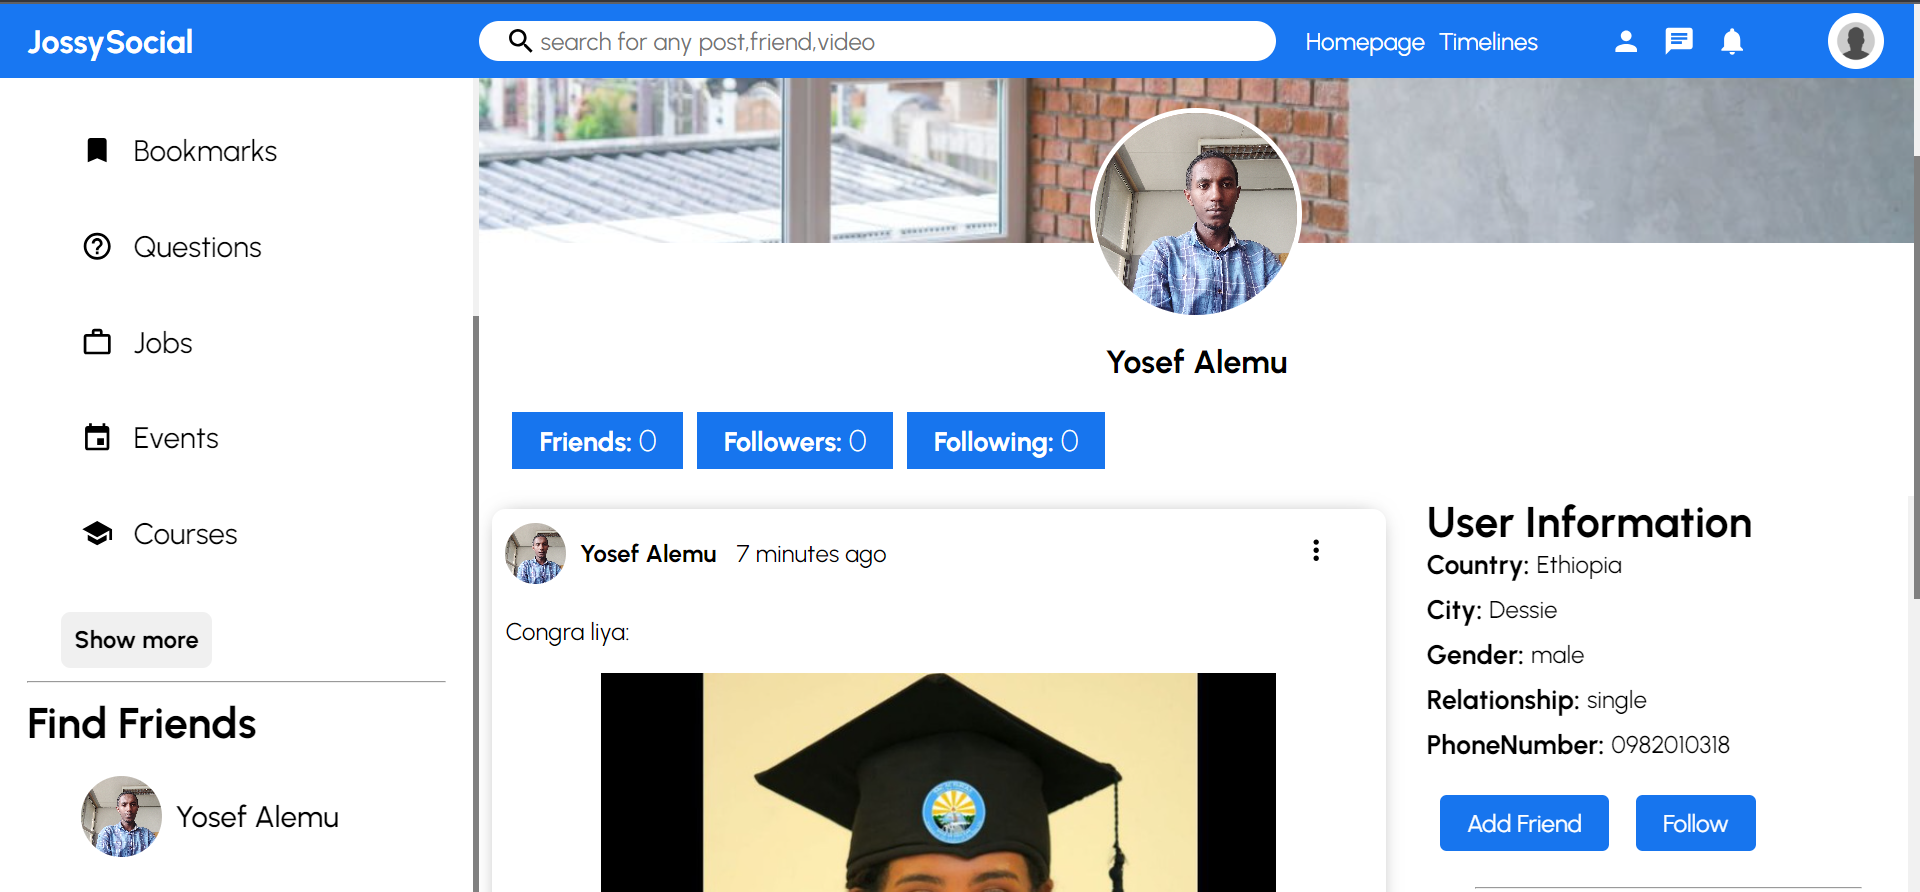 JossySocial
search for any post,friend,video
Homepage Timelines
Bookmarks
Questions
Jobs
Events
Courses
Show more
Find Friends
Yosef Alemu
Yosef Alemu
Friends: 0 Followers: 0 Following: 0
Yosef Alemu 7 minutes ago
Congra liya:
User Information
Country: Ethiopia
City: Dessie
Gender: male
Relationship: single
PhoneNumber: 0982010318
Add Friend Follow